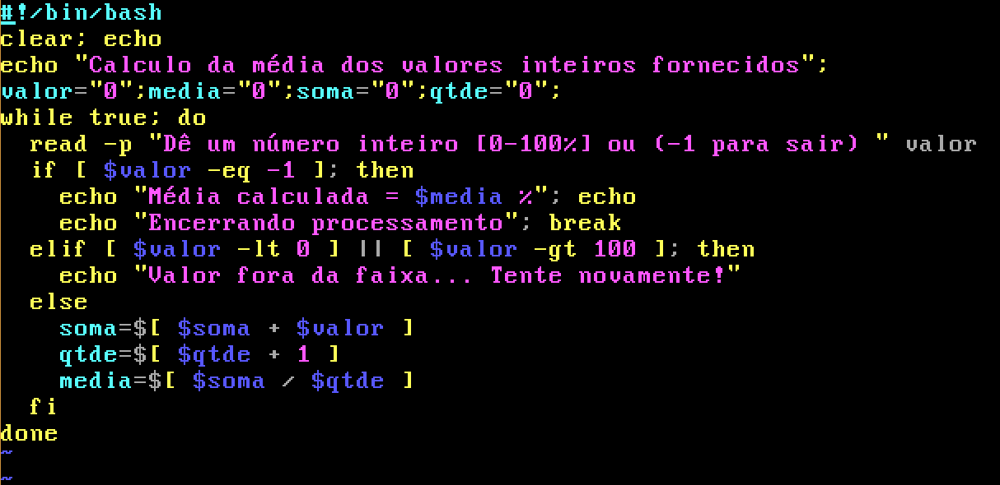 #!/bin/bash
clear; echo
echo "Calculo da média dos valores inteiros fornecidos";
valor="0";media="0";soma="0";qtde="0";
while true; do
  read -p "Dê um número inteiro [0-100%] ou (-1 para sair) " valor
  if [ $valor -eq -1 ]; then
    echo "Média calculada = $media %"; echo
    echo "Encerrando processamento"; break
  elif [ $valor -lt 0 ] || [ $valor -gt 100 ]; then
    echo "Valor fora da faixa... Tente novamente!"
  else
    soma=$[ $soma + $valor ]
    qtde=$[ $qtde + 1 ]
    media=$[ $soma / $qtde ]
  fi
done
~
~